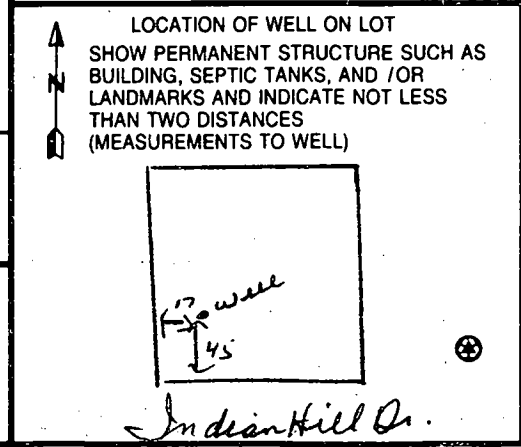 LOCATION OF WELL ON LOT
N
SHOW PERMANENT STRUCTURE SUCH AS
BUILDING, SEPTIC TANKS, AND /OR
LANDMARKS AND INDICATE NOT LESS
THAN TWO DISTANCES
(MEASUREMENTS TO WELL)
17
well
45
Indian Hill Dr.